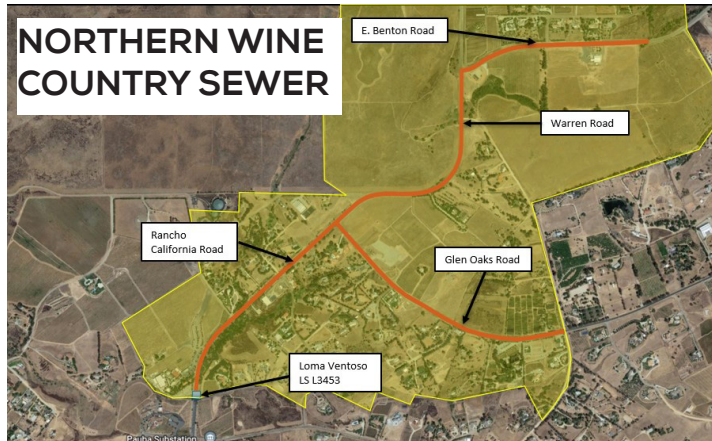 NORTHERN WINE
COUNTRY SEWER
E. Benton Road
Warren Road
Rancho
California Road
Glen Oaks Road
Loma Ventoso
LS L3453
Pauba Substation